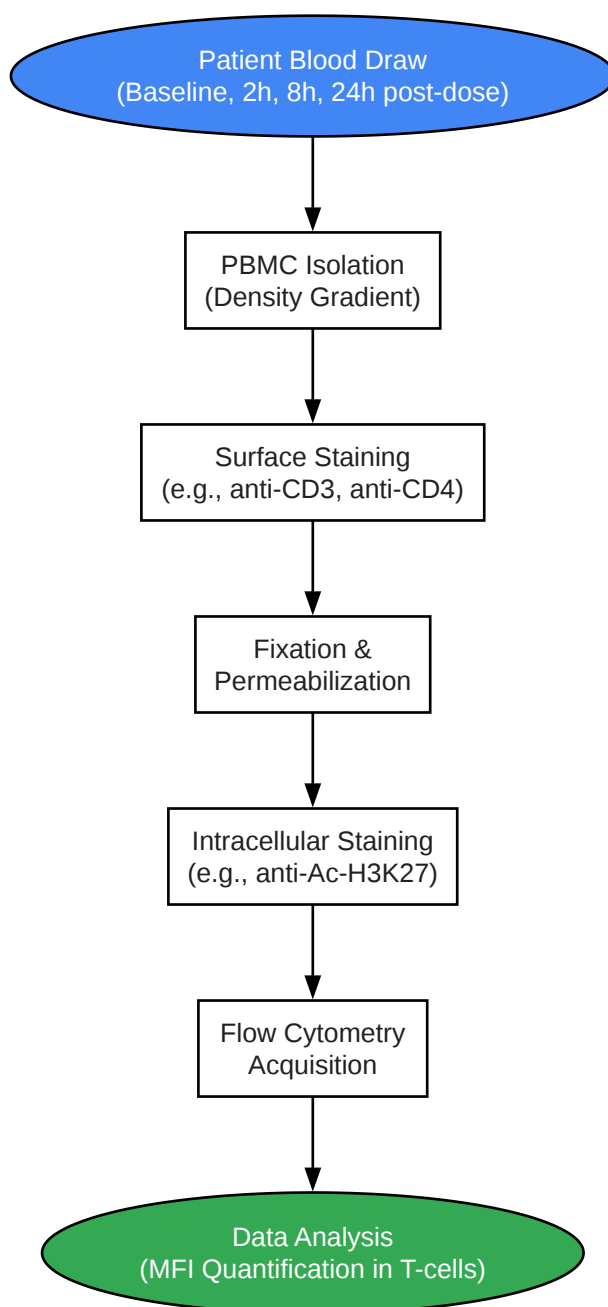 Patient Blood Draw
(Baseline, 2h, 8h, 24h post-dose)
PBMC Isolation
(Density Gradient)
Surface Staining
(e.g., anti-CD3, anti-CD4)
Fixation &
Permeabilization
Intracellular Staining
(e.g., anti-Ac-H3K27)
Flow Cytometry
Acquisition
Data Analysis
(MFI Quantification in T-cells)